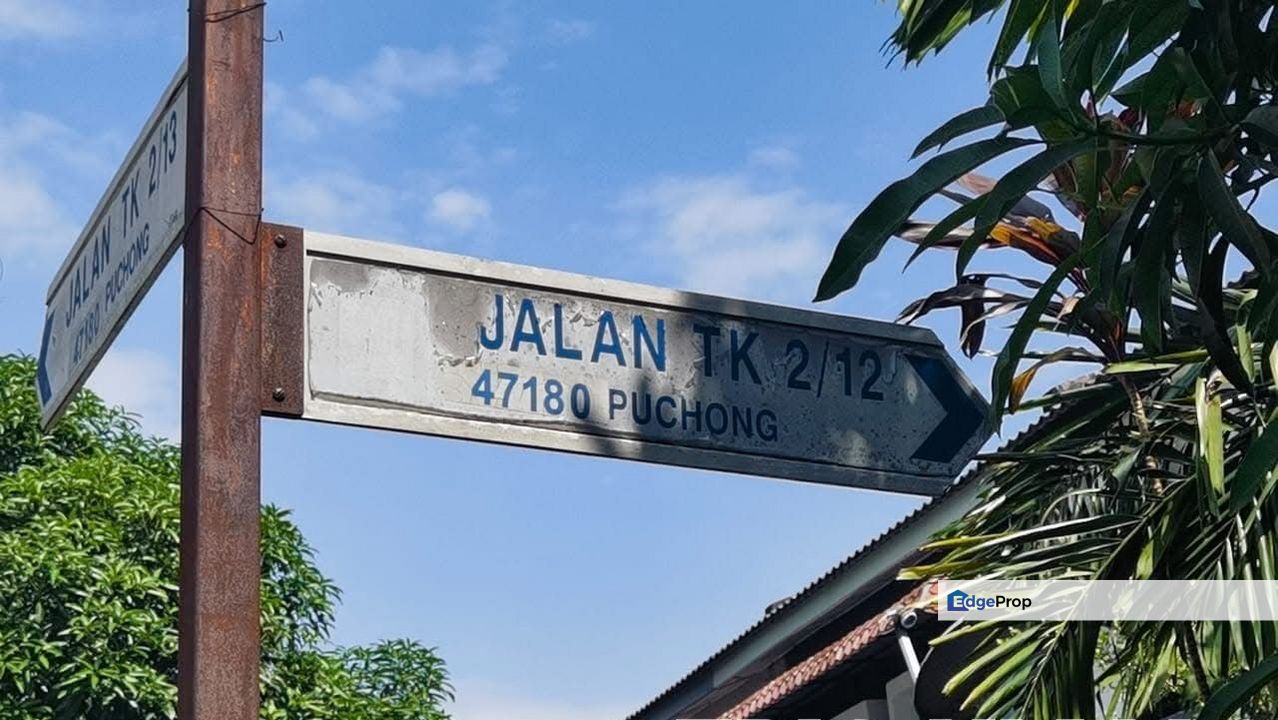 JALAN TK 2/13
47180 PUCHONG
JALAN TK 2/12
47180 PUCHONG
EdgeProp